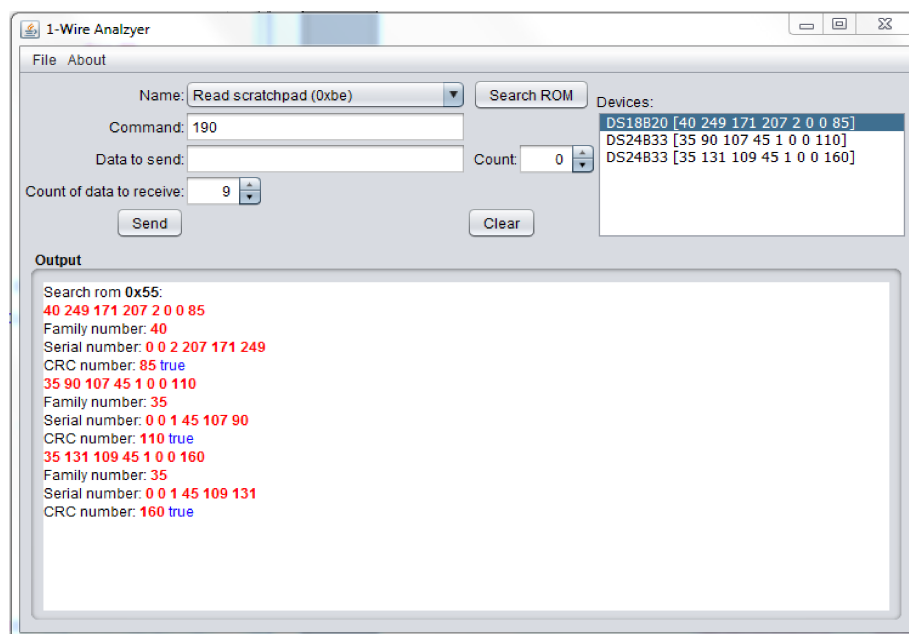 1-Wire Analzyer
File About
Name: Read scratchpad (0xbe) Search ROM Devices:
Command: 190
Data to send: Count: 0
Count of data to receive: 9
Send Clear
DS18B20 [40 249 171 207 2 0 0 85]
DS24B33 [35 90 107 45 1 0 0 110]
DS24B33 [35 131 109 45 1 0 0 160]
Output
Search rom 0x55:
40 249 171 207 2 0 0 85
Family number: 40
Serial number: 0 0 2 207 171 249
CRC number: 85 true
35 90 107 45 1 0 0 110
Family number: 35
Serial number: 0 0 1 45 107 90
CRC number: 110 true
35 131 109 45 1 0 0 160
Family number: 35
Serial number: 0 0 1 45 109 131
CRC number: 160 true